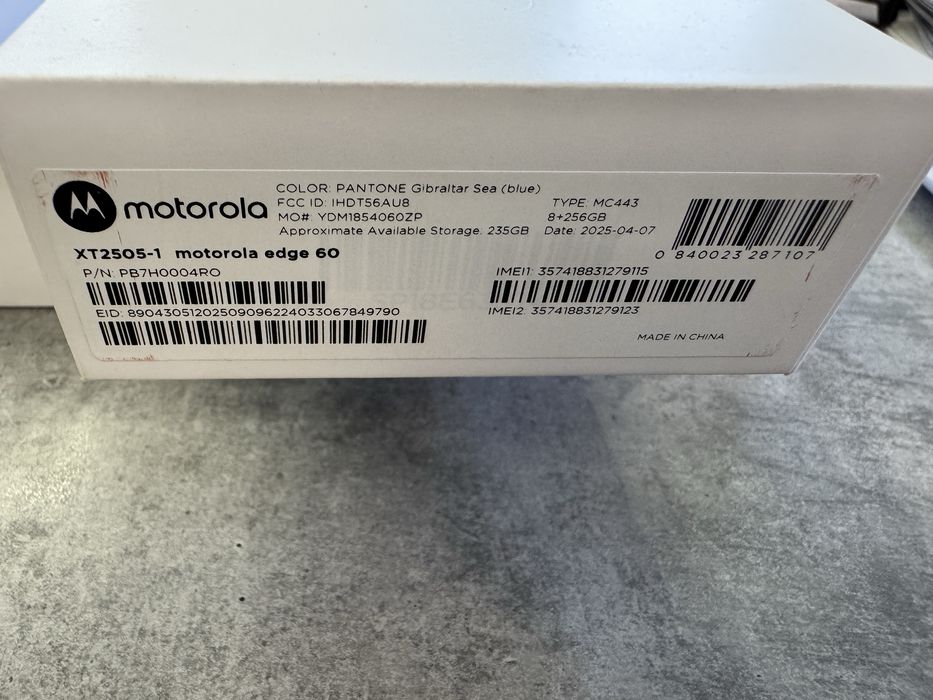 motorola
COLOR: PANTONE Gibraltar Sea (blue)
FCC ID: IHDT56AU8 TYPE: MC443
MO#: YDM1854060ZP 8+256GB
Approximate Available Storage: 235GB Date: 2025-04-07
0 840023 287107
XT2505-1 motorola edge 60
P/N: PB7H0004RO
IMEI1: 357418831279115
EID: 89043051202509096224033067849790
IMEI2: 357418831279123
MADE IN CHINA